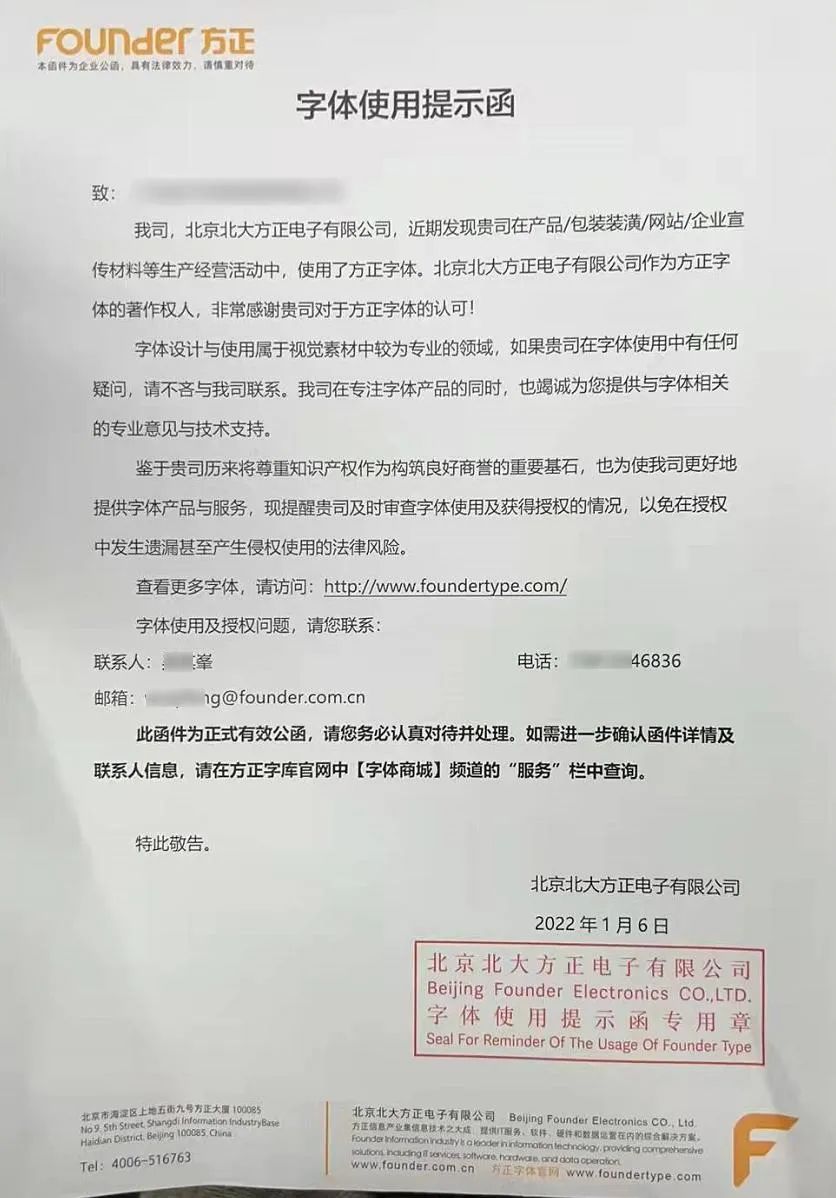 Founder 方正
本函件为企业公函，具有法律效力，请慎重对待
字体使用提示函
致：
我司，北京北大方正电子有限公司，近期发现贵司在产品/包装装潢/网站/企业宣
传材料等生产经营活动中，使用了方正字体。北京北大方正电子有限公司作为方正字
体的著作权人，非常感谢贵司对于方正字体的认可！
字体设计与使用属于视觉素材中较为专业的领域，如果贵司在字体使用中有任何
疑问，请不吝与我司联系。我司在专注字体产品的同时，也竭诚为您提供与字体相关
的专业意见与技术支持。
鉴于贵司历来将尊重知识产权作为构筑良好商誉的重要基石，也为使我司更好地
提供字体产品与服务，现提醒贵司及时审查字体使用及获得授权的情况，以免在授权
中发生遗漏甚至产生侵权使用的法律风险。
查看更多字体，请访问：http://www.foundertype.com/
字体使用及授权问题，请您联系：
联系人：峯 电话：46836
邮箱：ng@founder.com.cn
此函件为正式有效公函，请您务必认真对待并处理。如需进一步确认函件详情及
联系人信息，请在方正字库官网中【字体商城】频道的“服务”栏中查询。
特此敬告。
北京北大方正电子有限公司
2022 年 1 月 6 日
北京北大方正电子有限公司
Beijing Founder Electronics CO.,LTD.
字体使用提示函专用章
Seal For Reminder Of The Usage Of Founder Type
北京市海淀区上地五街九号方正大厦 100085
No 9, 5th Street, Shangdi Information IndustryBase
Haidian District, Beijing 100085, China
Tel: 4006-516763
北京北大方正电子有限公司 Beijing Founder Electronics CO., Ltd.
方正信息产业集信息技术之大成，提供IT服务、软件、硬件和数据运营在内的综合解决方案。
Founder Information Industry is a leader in information technology, providing comprehensive
solutions, including IT services, software, hardware, and data operation.
www.founder.com.cn 方正字体官网 www.foundertype.com